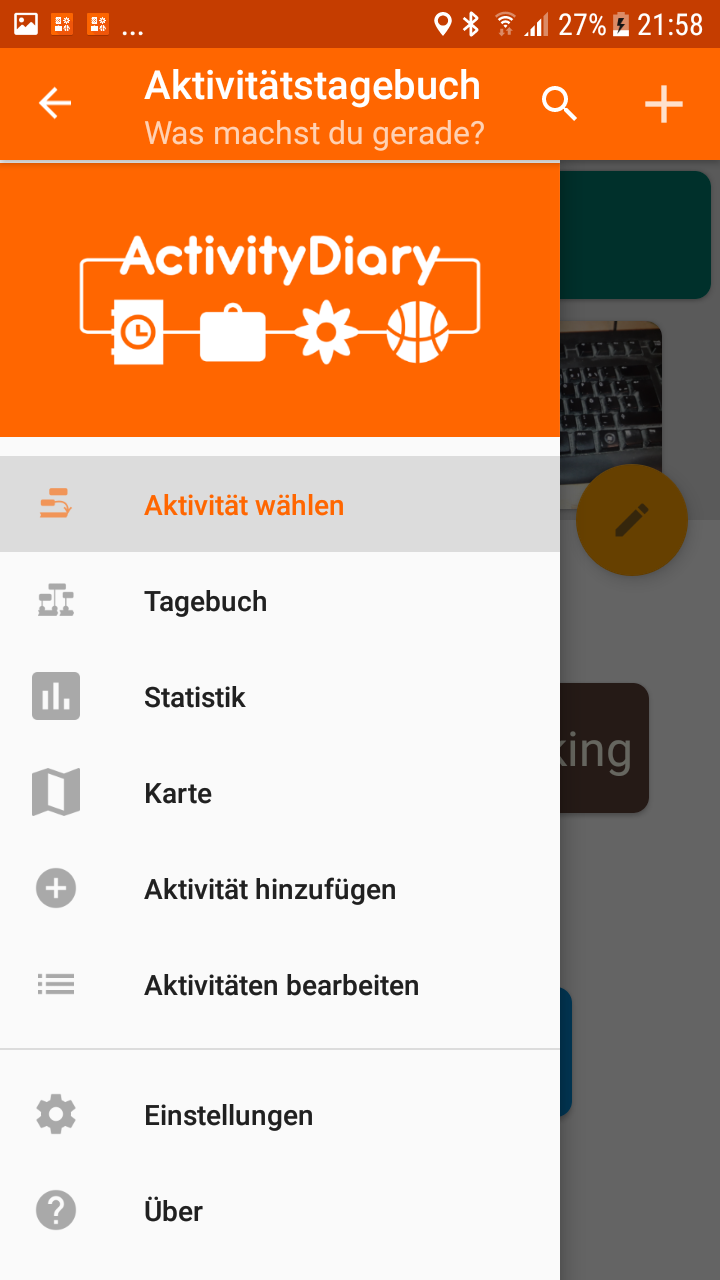 ... 27% 21:58
Aktivitätstagebuch
Was machst du gerade?
ActivityDiary
Aktivität wählen
Tagebuch
Statistik
king
Karte
Aktivität hinzufügen
Aktivitäten bearbeiten
Einstellungen
Über